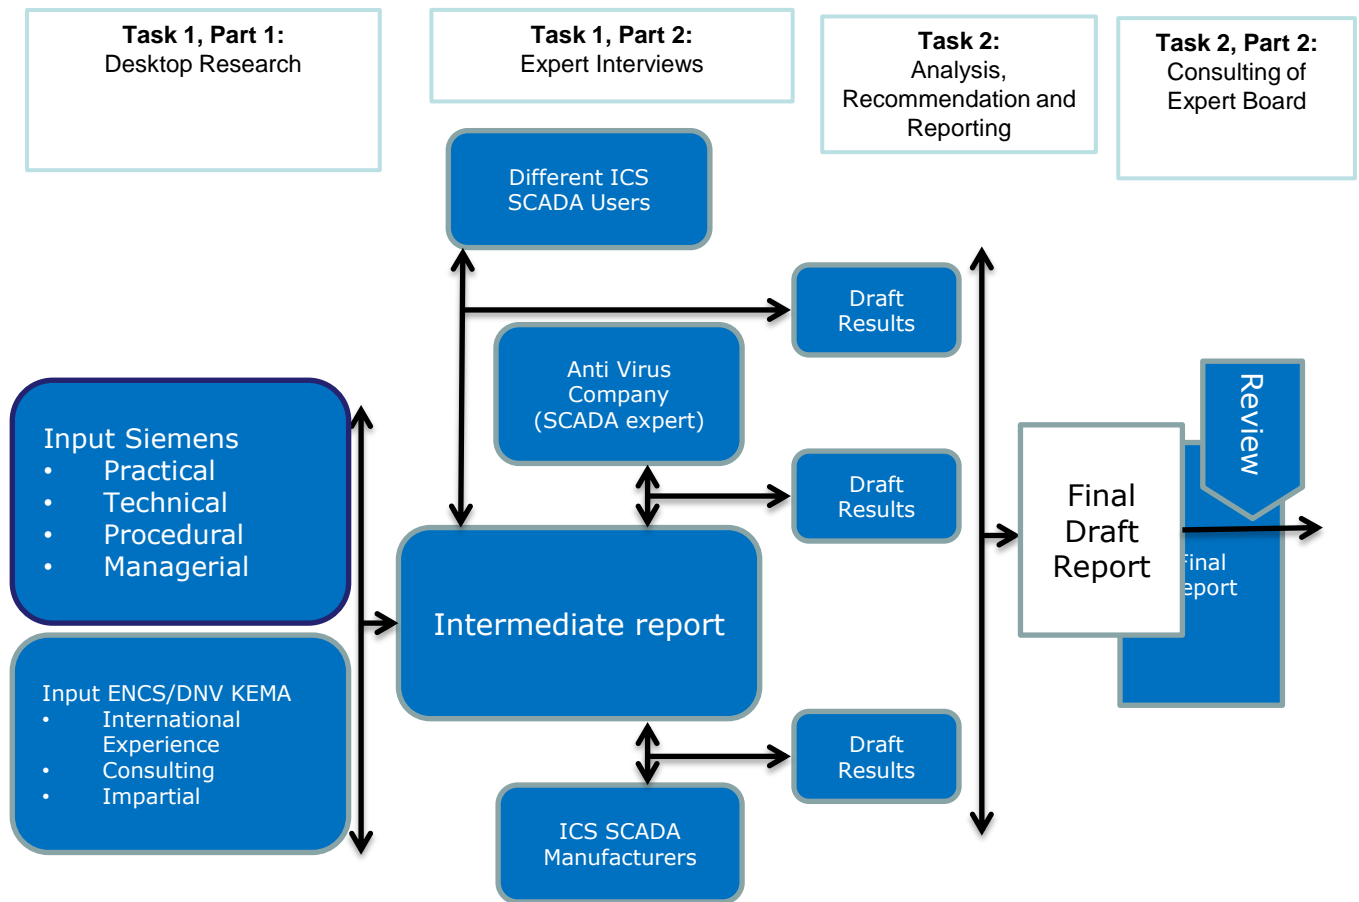 Task 1, Part 1:
Desktop Research
Task 1, Part 2:
Expert Interviews
Task 2:
Analysis,
Recommendation and
Reporting
Task 2, Part 2:
Consulting of
Expert Board
Different ICS
SCADA Users
Draft
Results
Anti Virus
Company
(SCADA expert)
Input Siemens
• Practical
• Technical
• Procedural
• Managerial
Draft
Results
Review
Final
Draft
Report
Final
eport
Intermediate report
Input ENCS/DNV KEMA
• International
Experience
• Consulting
• Impartial
Draft
Results
ICS SCADA
Manufacturers